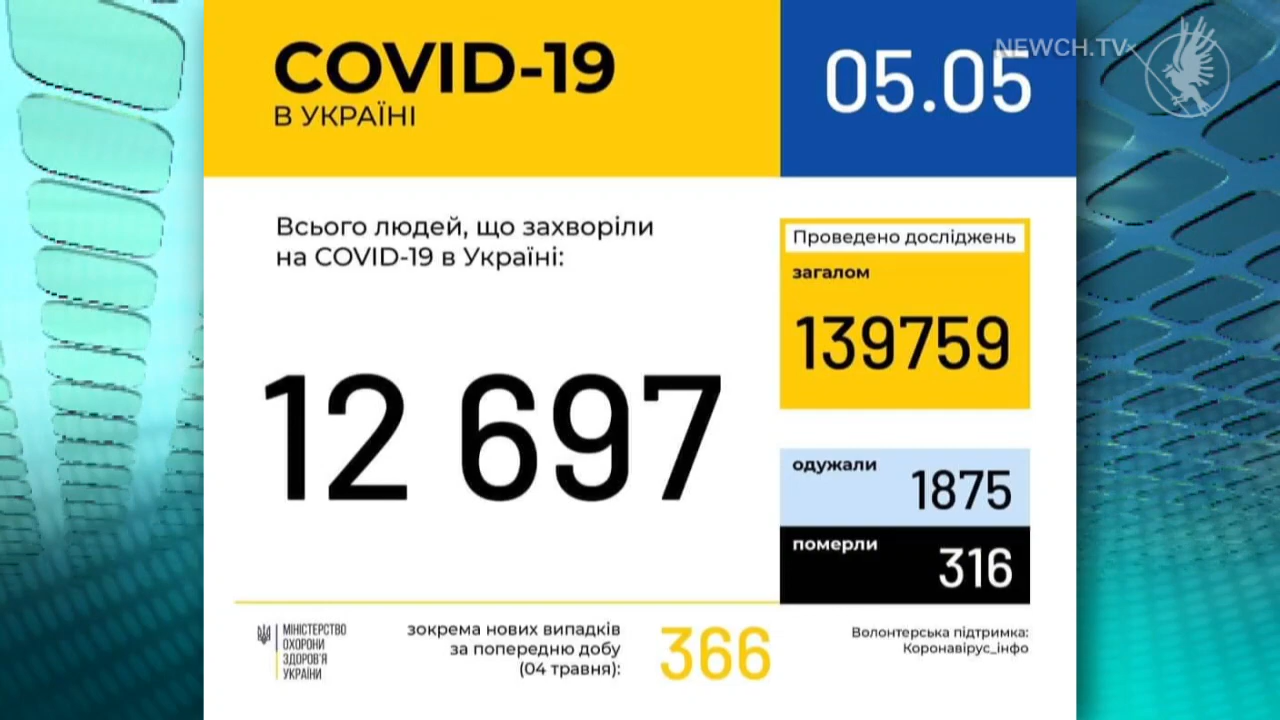 COVID-19
В УКРАЇНІ
05.05
NEWCH.TV
Всього людей, що захворіли
на COVID-19 в Україні:
12 697
Проведено досліджень
загалом
139759
одужали
1875
померли
316
МІНІСТЕРСТВО
ОХОРОНИ
ЗДОРОВ'Я
УКРАЇНИ
зокрема нових випадків
за попередню добу
(04 травня):
366
Волонтерська підтримка:
Коронавірус_інфо